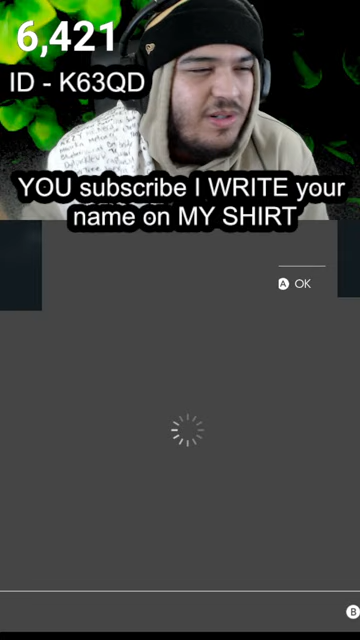 6,421
ID - K63QD
YOU subscribe I WRITE your
name on MY SHIRT
A OK
B